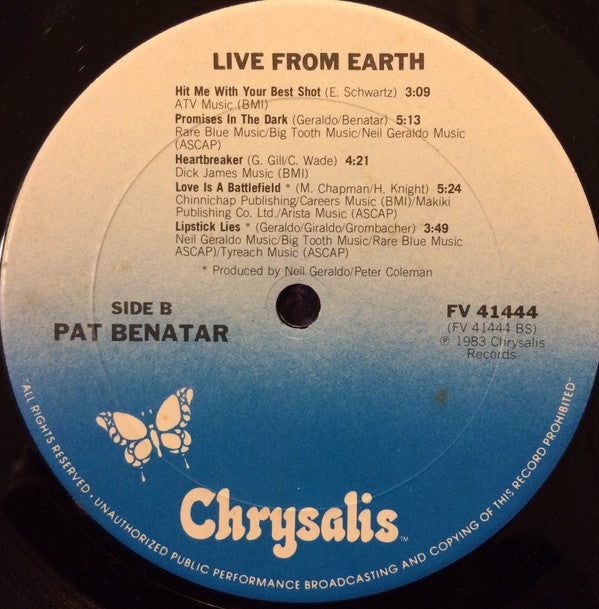 LIVE FROM EARTH
Hit Me With Your Best Shot (E. Schwartz) 3:09
ATV Music (BMI)
Promises In The Dark (Geraldo/Benatar) 5:13
Rare Blue Music/Big Tooth Music/Neil Geraldo Music
(ASCAP)
Heartbreaker (G. Gill/C. Wade) 4:21
Dick James Music (BMI)
Love Is A Battlefield * (M. Chapman/H. Knight) 5:24
Chinnichap Publishing/Careers Music (BMI)/Makiki
Publishing Co. Ltd./Arista Music (ASCAP)
Lipstick Lies * (Geraldo/Giraldo/Grombacher) 3:49
Neil Geraldo Music/Big Tooth Music/Rare Blue Music
ASCAP)/Tyreach Music (ASCAP)
* Produced by Neil Geraldo/Peter Coleman
SIDE B
PAT BENATAR
FV 41444
(FV 41444 BS)
℗ 1983 Chrysalis
Records
Chrysalis™
ALL RIGHTS RESERVED · UNAUTHORIZED PUBLIC PERFORMANCE BROADCASTING AND COPYING OF THIS RECORD PROHIBITED